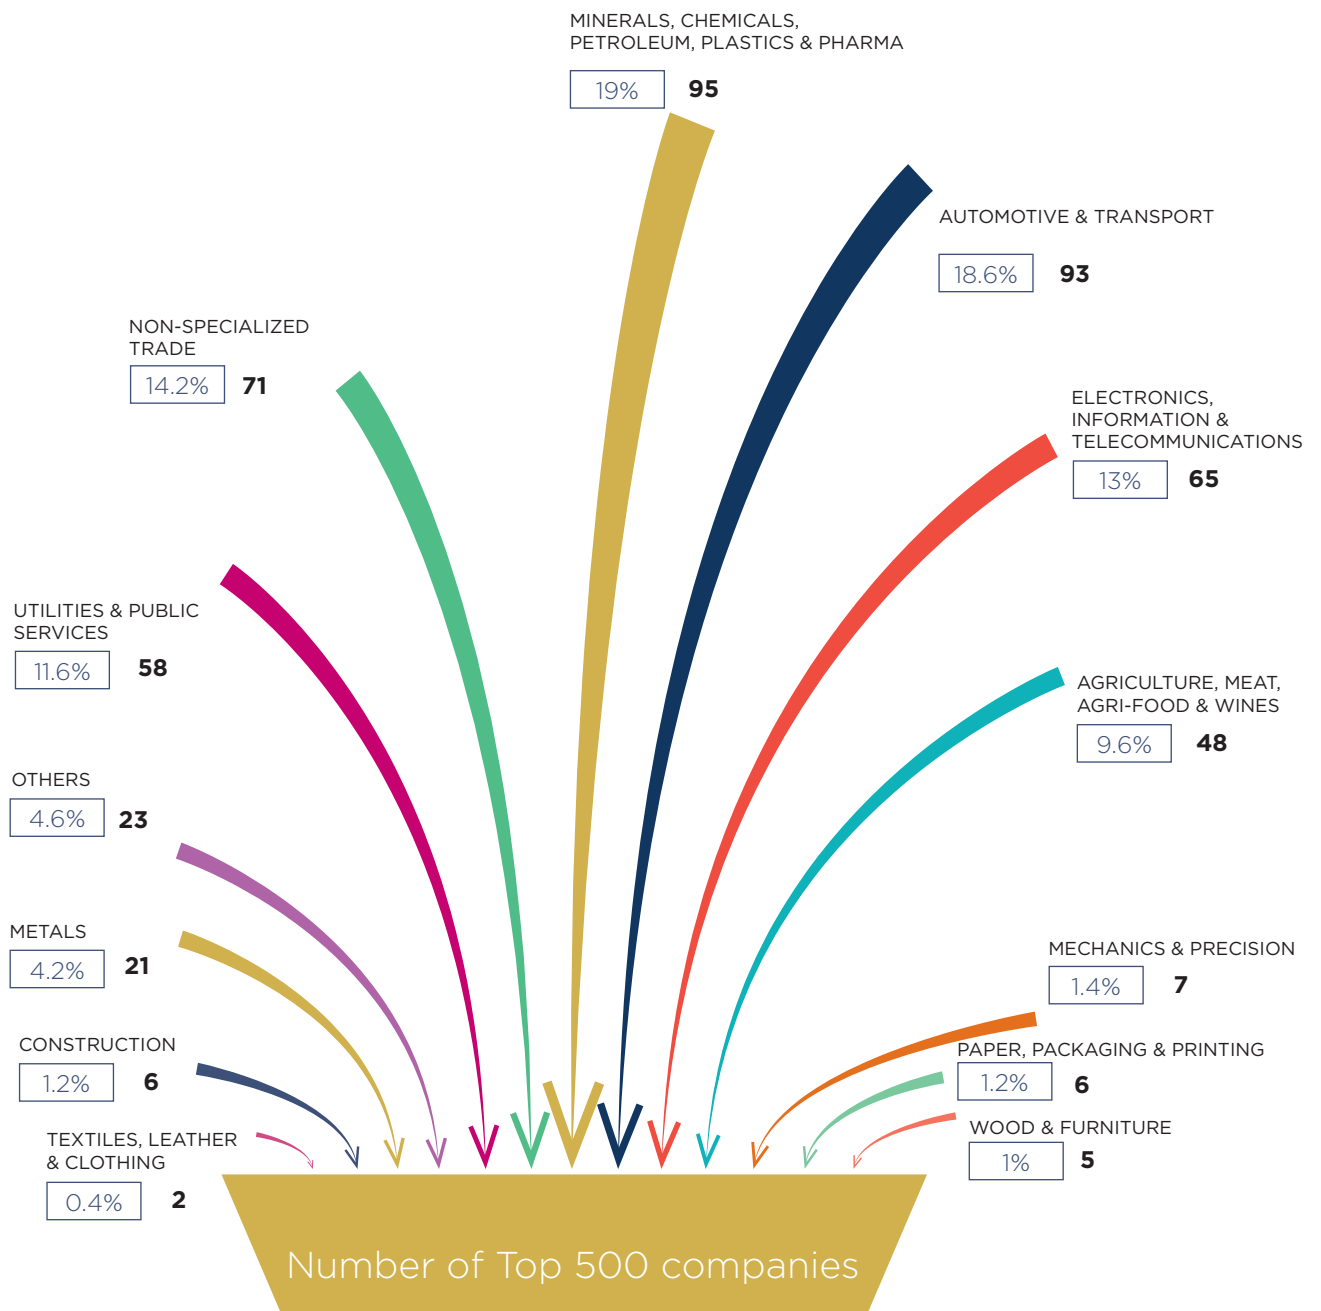 MINERALS, CHEMICALS,
PETROLEUM, PLASTICS & PHARMA
19% 95
AUTOMOTIVE & TRANSPORT
18.6% 93
NON-SPECIALIZED
TRADE
14.2% 71
ELECTRONICS,
INFORMATION &
TELECOMMUNICATIONS
13% 65
UTILITIES & PUBLIC
SERVICES
11.6% 58
AGRICULTURE, MEAT,
AGRI-FOOD & WINES
9.6% 48
OTHERS
4.6% 23
METALS
4.2% 21
MECHANICS & PRECISION
1.4% 7
CONSTRUCTION
1.2% 6
PAPER, PACKAGING & PRINTING
1.2% 6
TEXTILES, LEATHER
& CLOTHING
0.4% 2
WOOD & FURNITURE
1% 5
Number of Top 500 companies